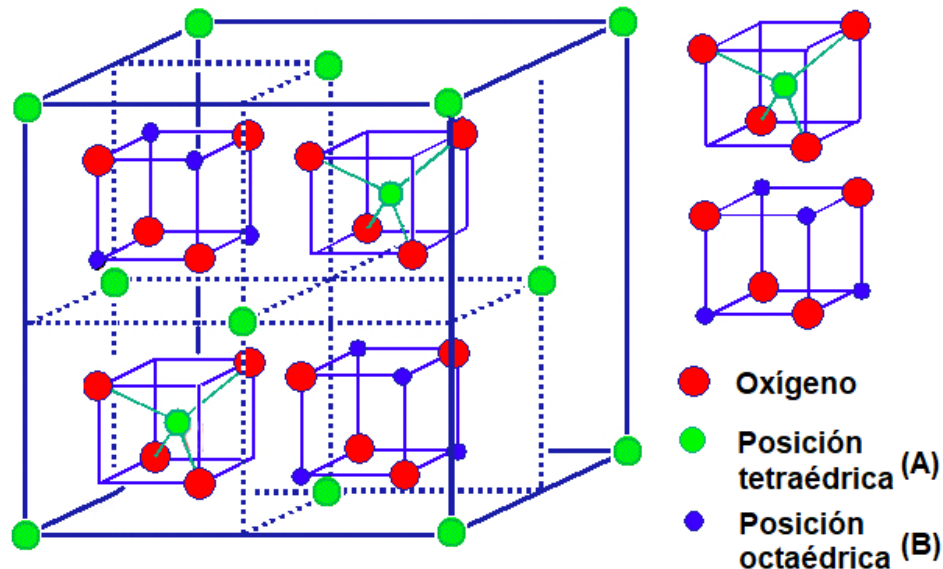 Oxígeno
Posición
tetraédrica (A)
Posición
octaédrica (B)